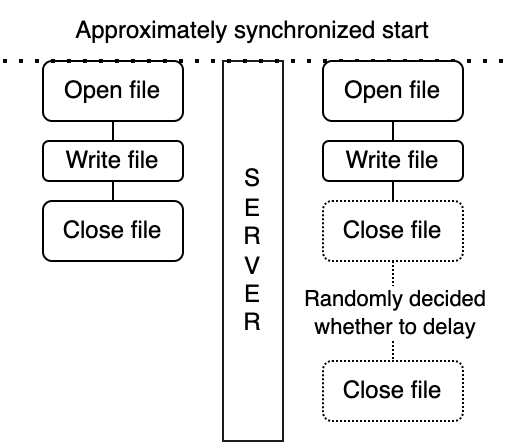 Approximately synchronized start
Open file
Write file
Close file
S
E
R
V
E
R
Open file
Write file
Close file
Randomly decided
whether to delay
Close file